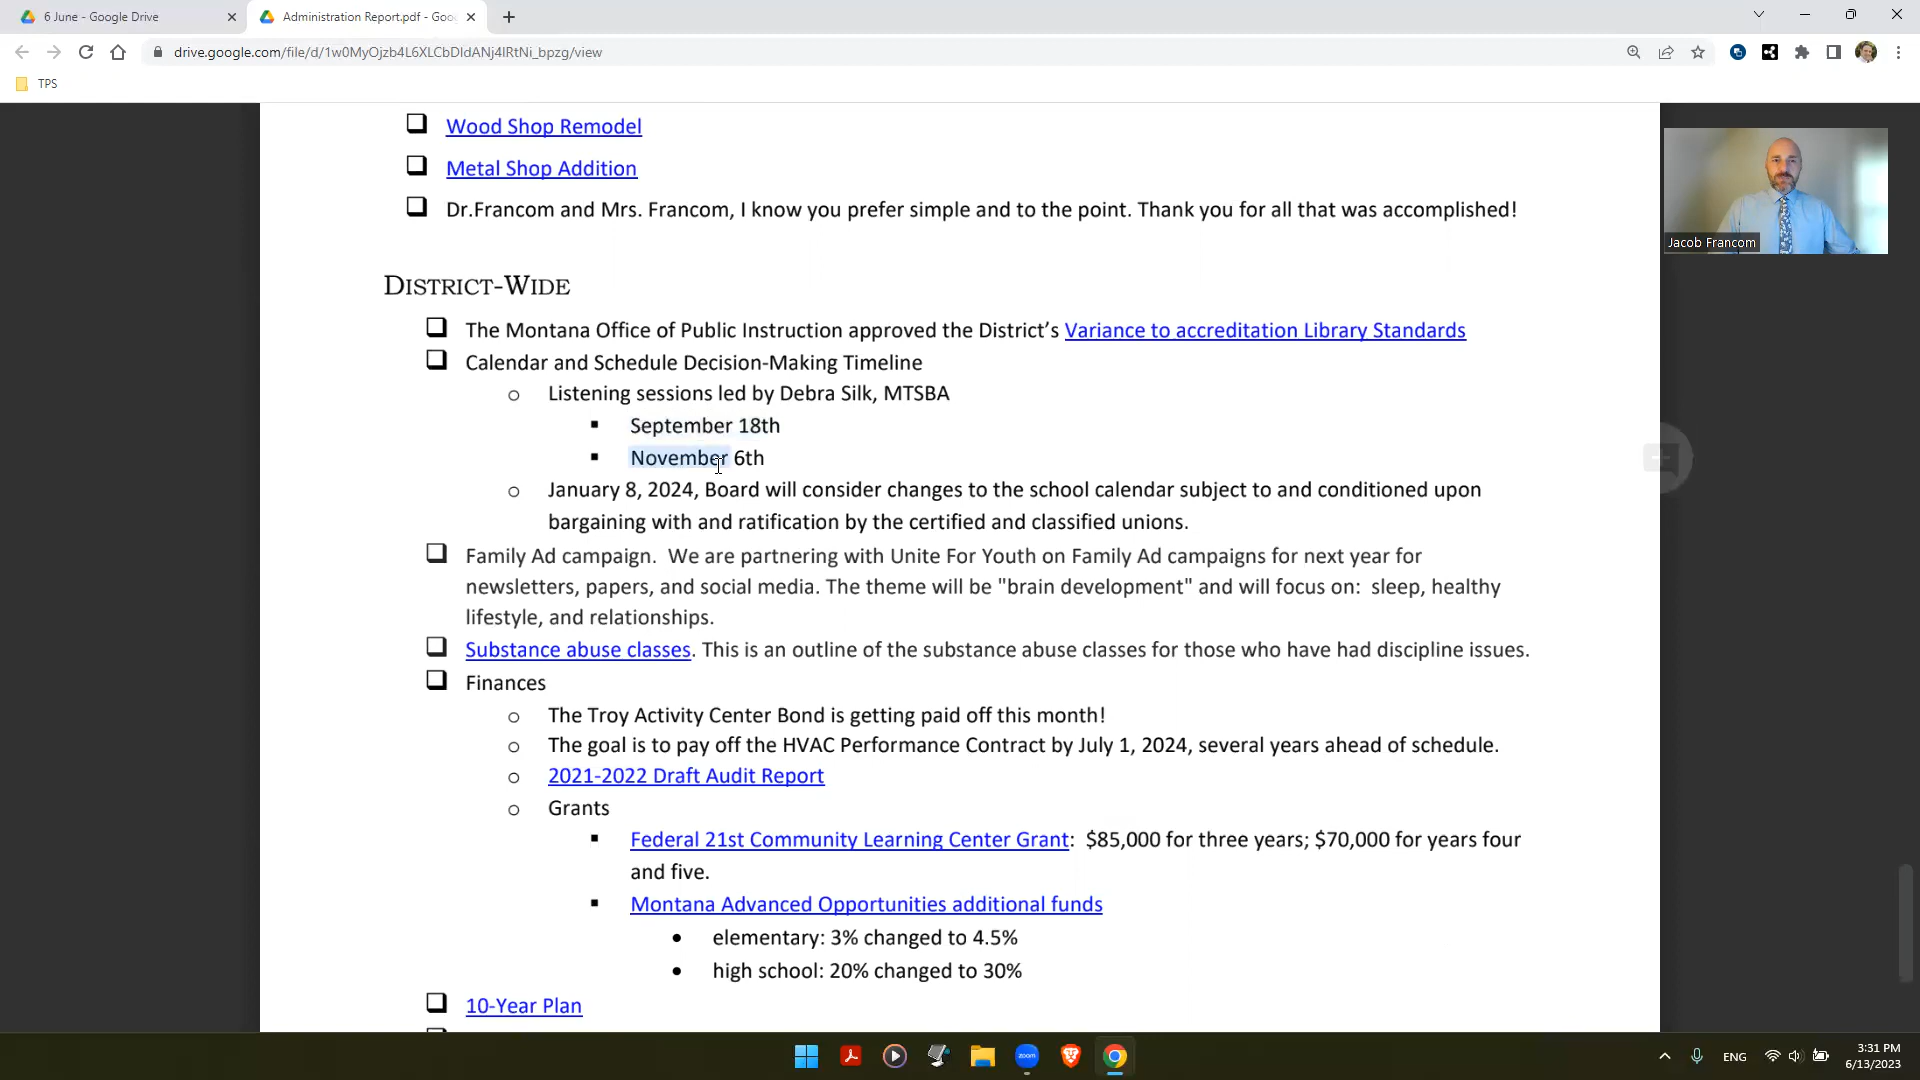 6 June - Google Drive
Administration Report.pdf - Goo
drive.google.com/file/d/1w0MyOjzb4L6XLCbDIdANj4lRtNi_bpzg/view
TPS
Wood Shop Remodel
Metal Shop Addition
Dr.Francom and Mrs. Francom, I know you prefer simple and to the point. Thank you for all that was accomplished!
Jacob Francom
DISTRICT-WIDE
The Montana Office of Public Instruction approved the District’s Variance to accreditation Library Standards
Calendar and Schedule Decision-Making Timeline
Listening sessions led by Debra Silk, MTSBA
September 18th
November 6th
January 8, 2024, Board will consider changes to the school calendar subject to and conditioned upon
bargaining with and ratification by the certified and classified unions.
Family Ad campaign.  We are partnering with Unite For Youth on Family Ad campaigns for next year for
newsletters, papers, and social media. The theme will be "brain development" and will focus on:  sleep, healthy
lifestyle, and relationships.
Substance abuse classes. This is an outline of the substance abuse classes for those who have had discipline issues.
Finances
The Troy Activity Center Bond is getting paid off this month!
The goal is to pay off the HVAC Performance Contract by July 1, 2024, several years ahead of schedule.
2021-2022 Draft Audit Report
Grants
Federal 21st Community Learning Center Grant:  $85,000 for three years; $70,000 for years four
and five.
Montana Advanced Opportunities additional funds
elementary: 3% changed to 4.5%
high school: 20% changed to 30%
10-Year Plan
zoom
ENG
3:31 PM
6/13/2023